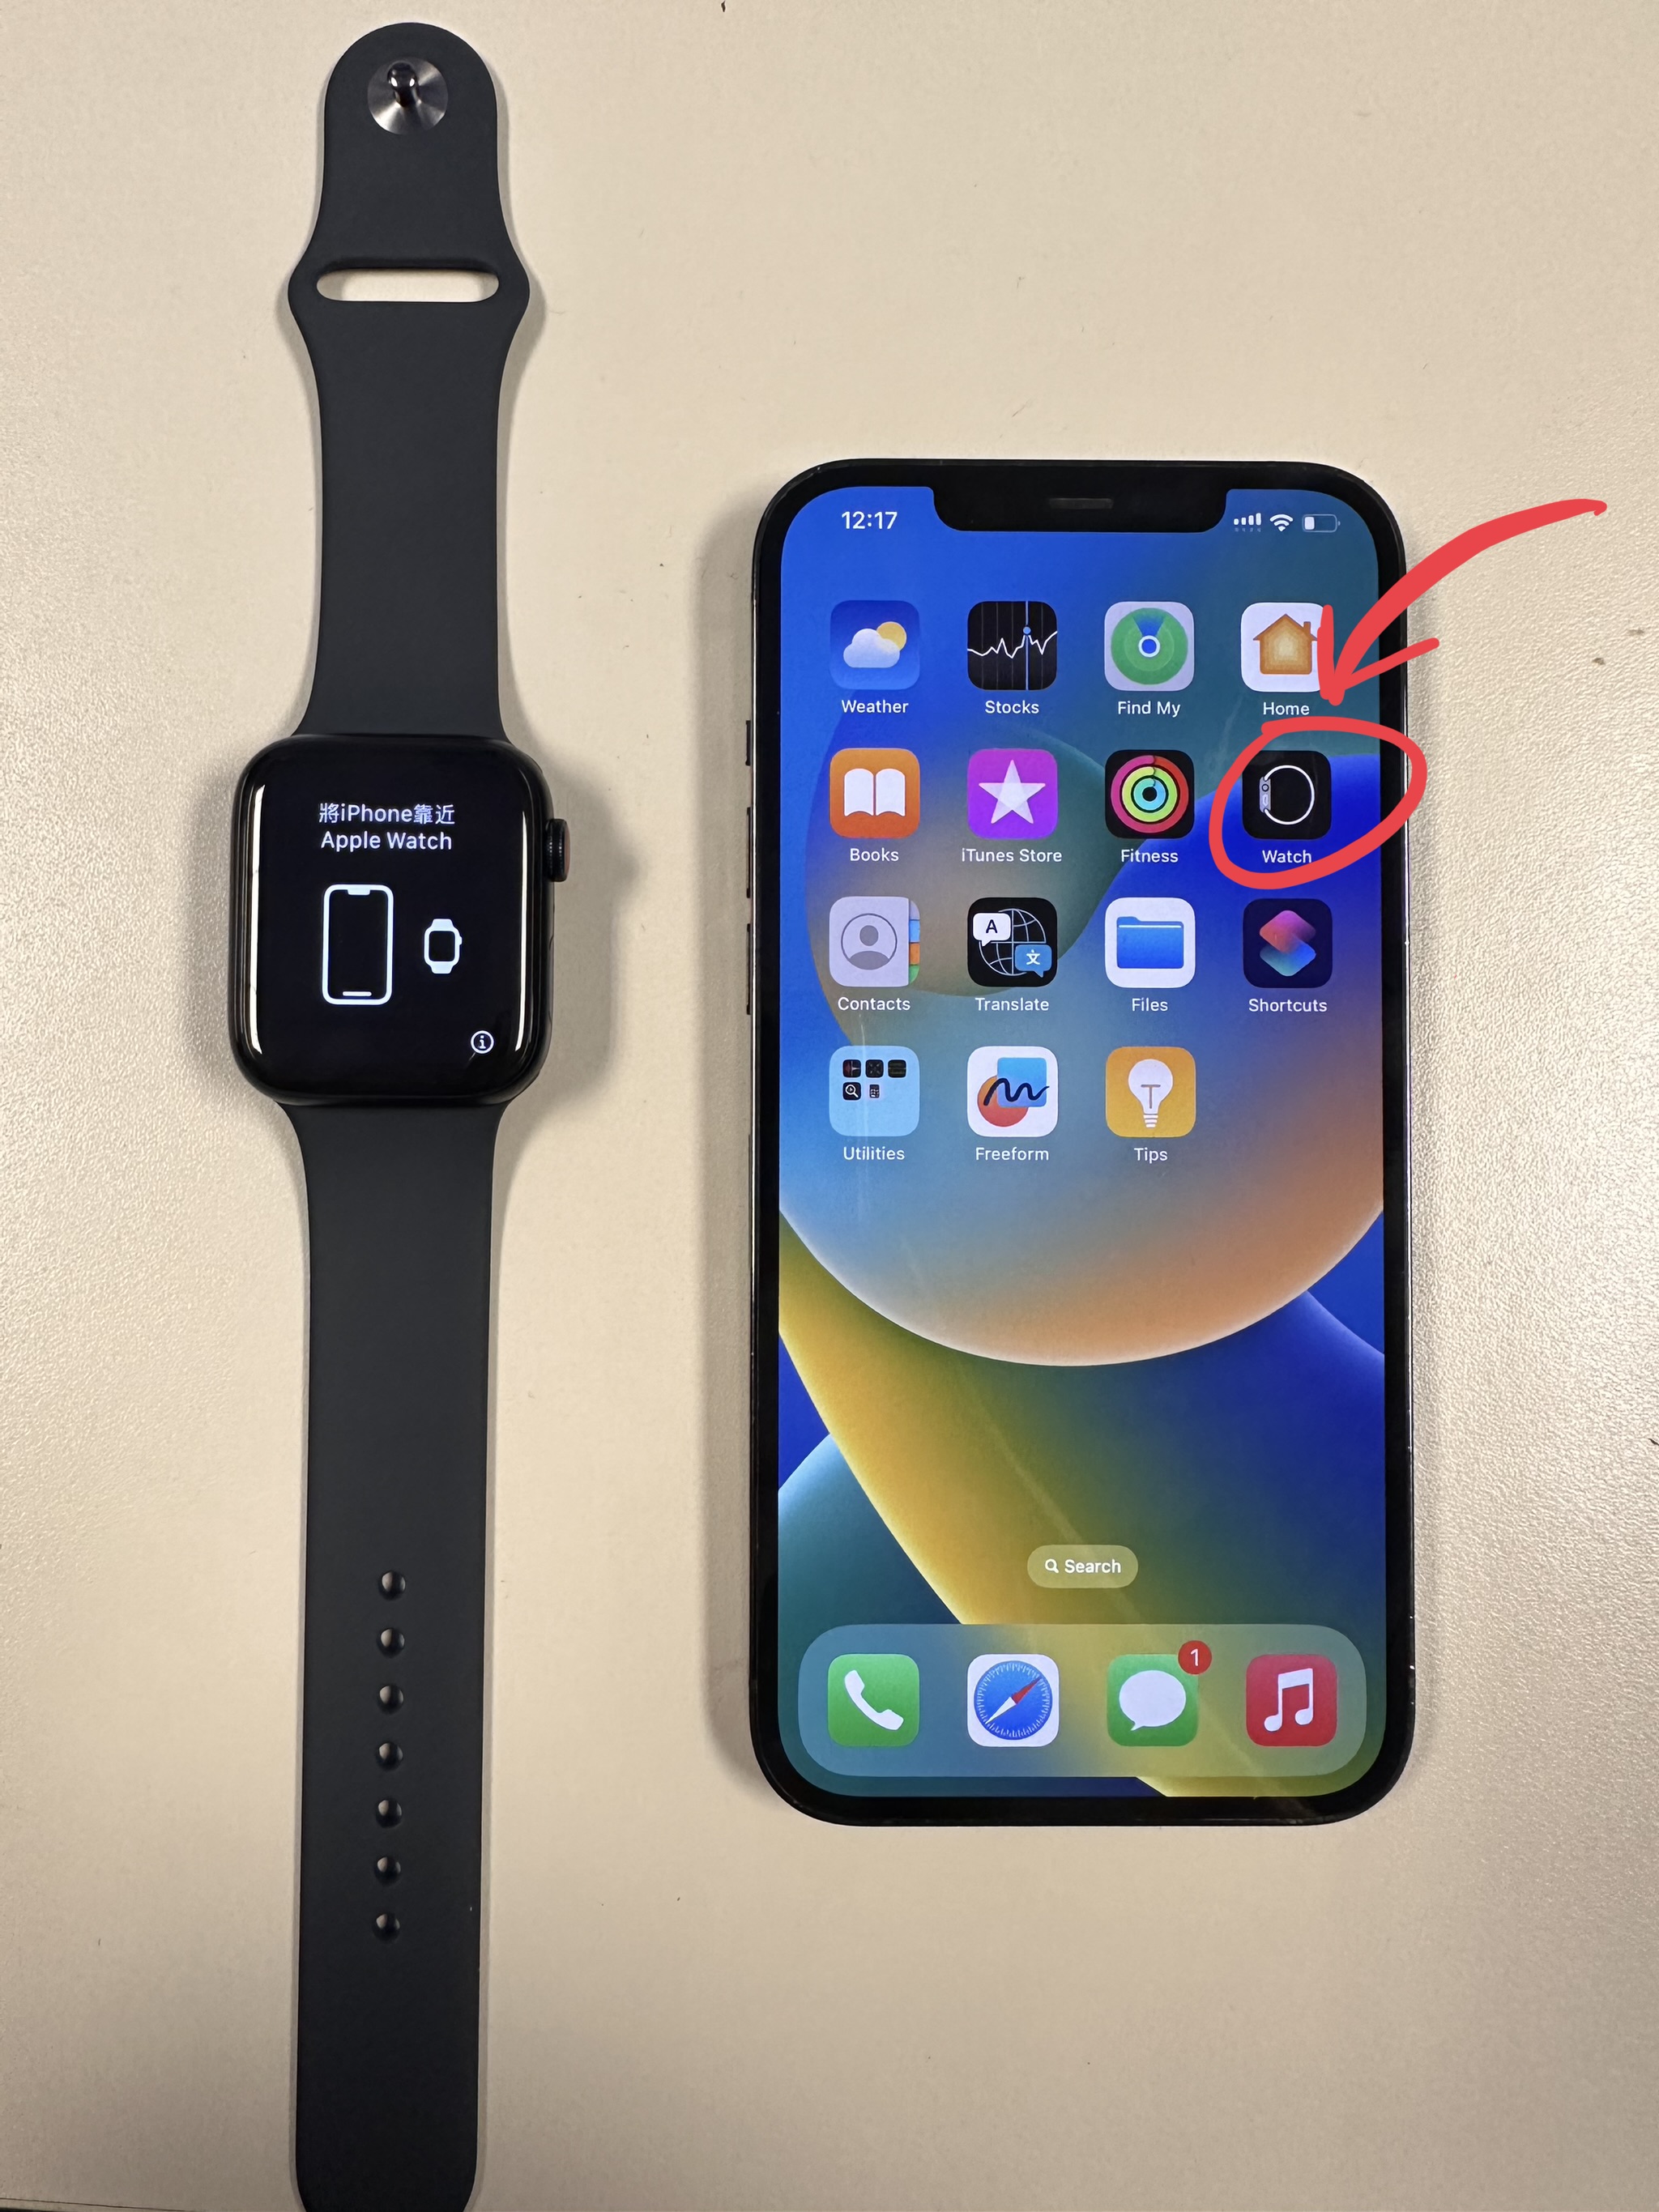 將iPhone靠近
Apple Watch
12:17
Weather
Stocks
Find My
Home
Books
iTunes Store
Fitness
Watch
Contacts
A
文
Translate
Files
Shortcuts
Utilities
Freeform
Tips
Search
1